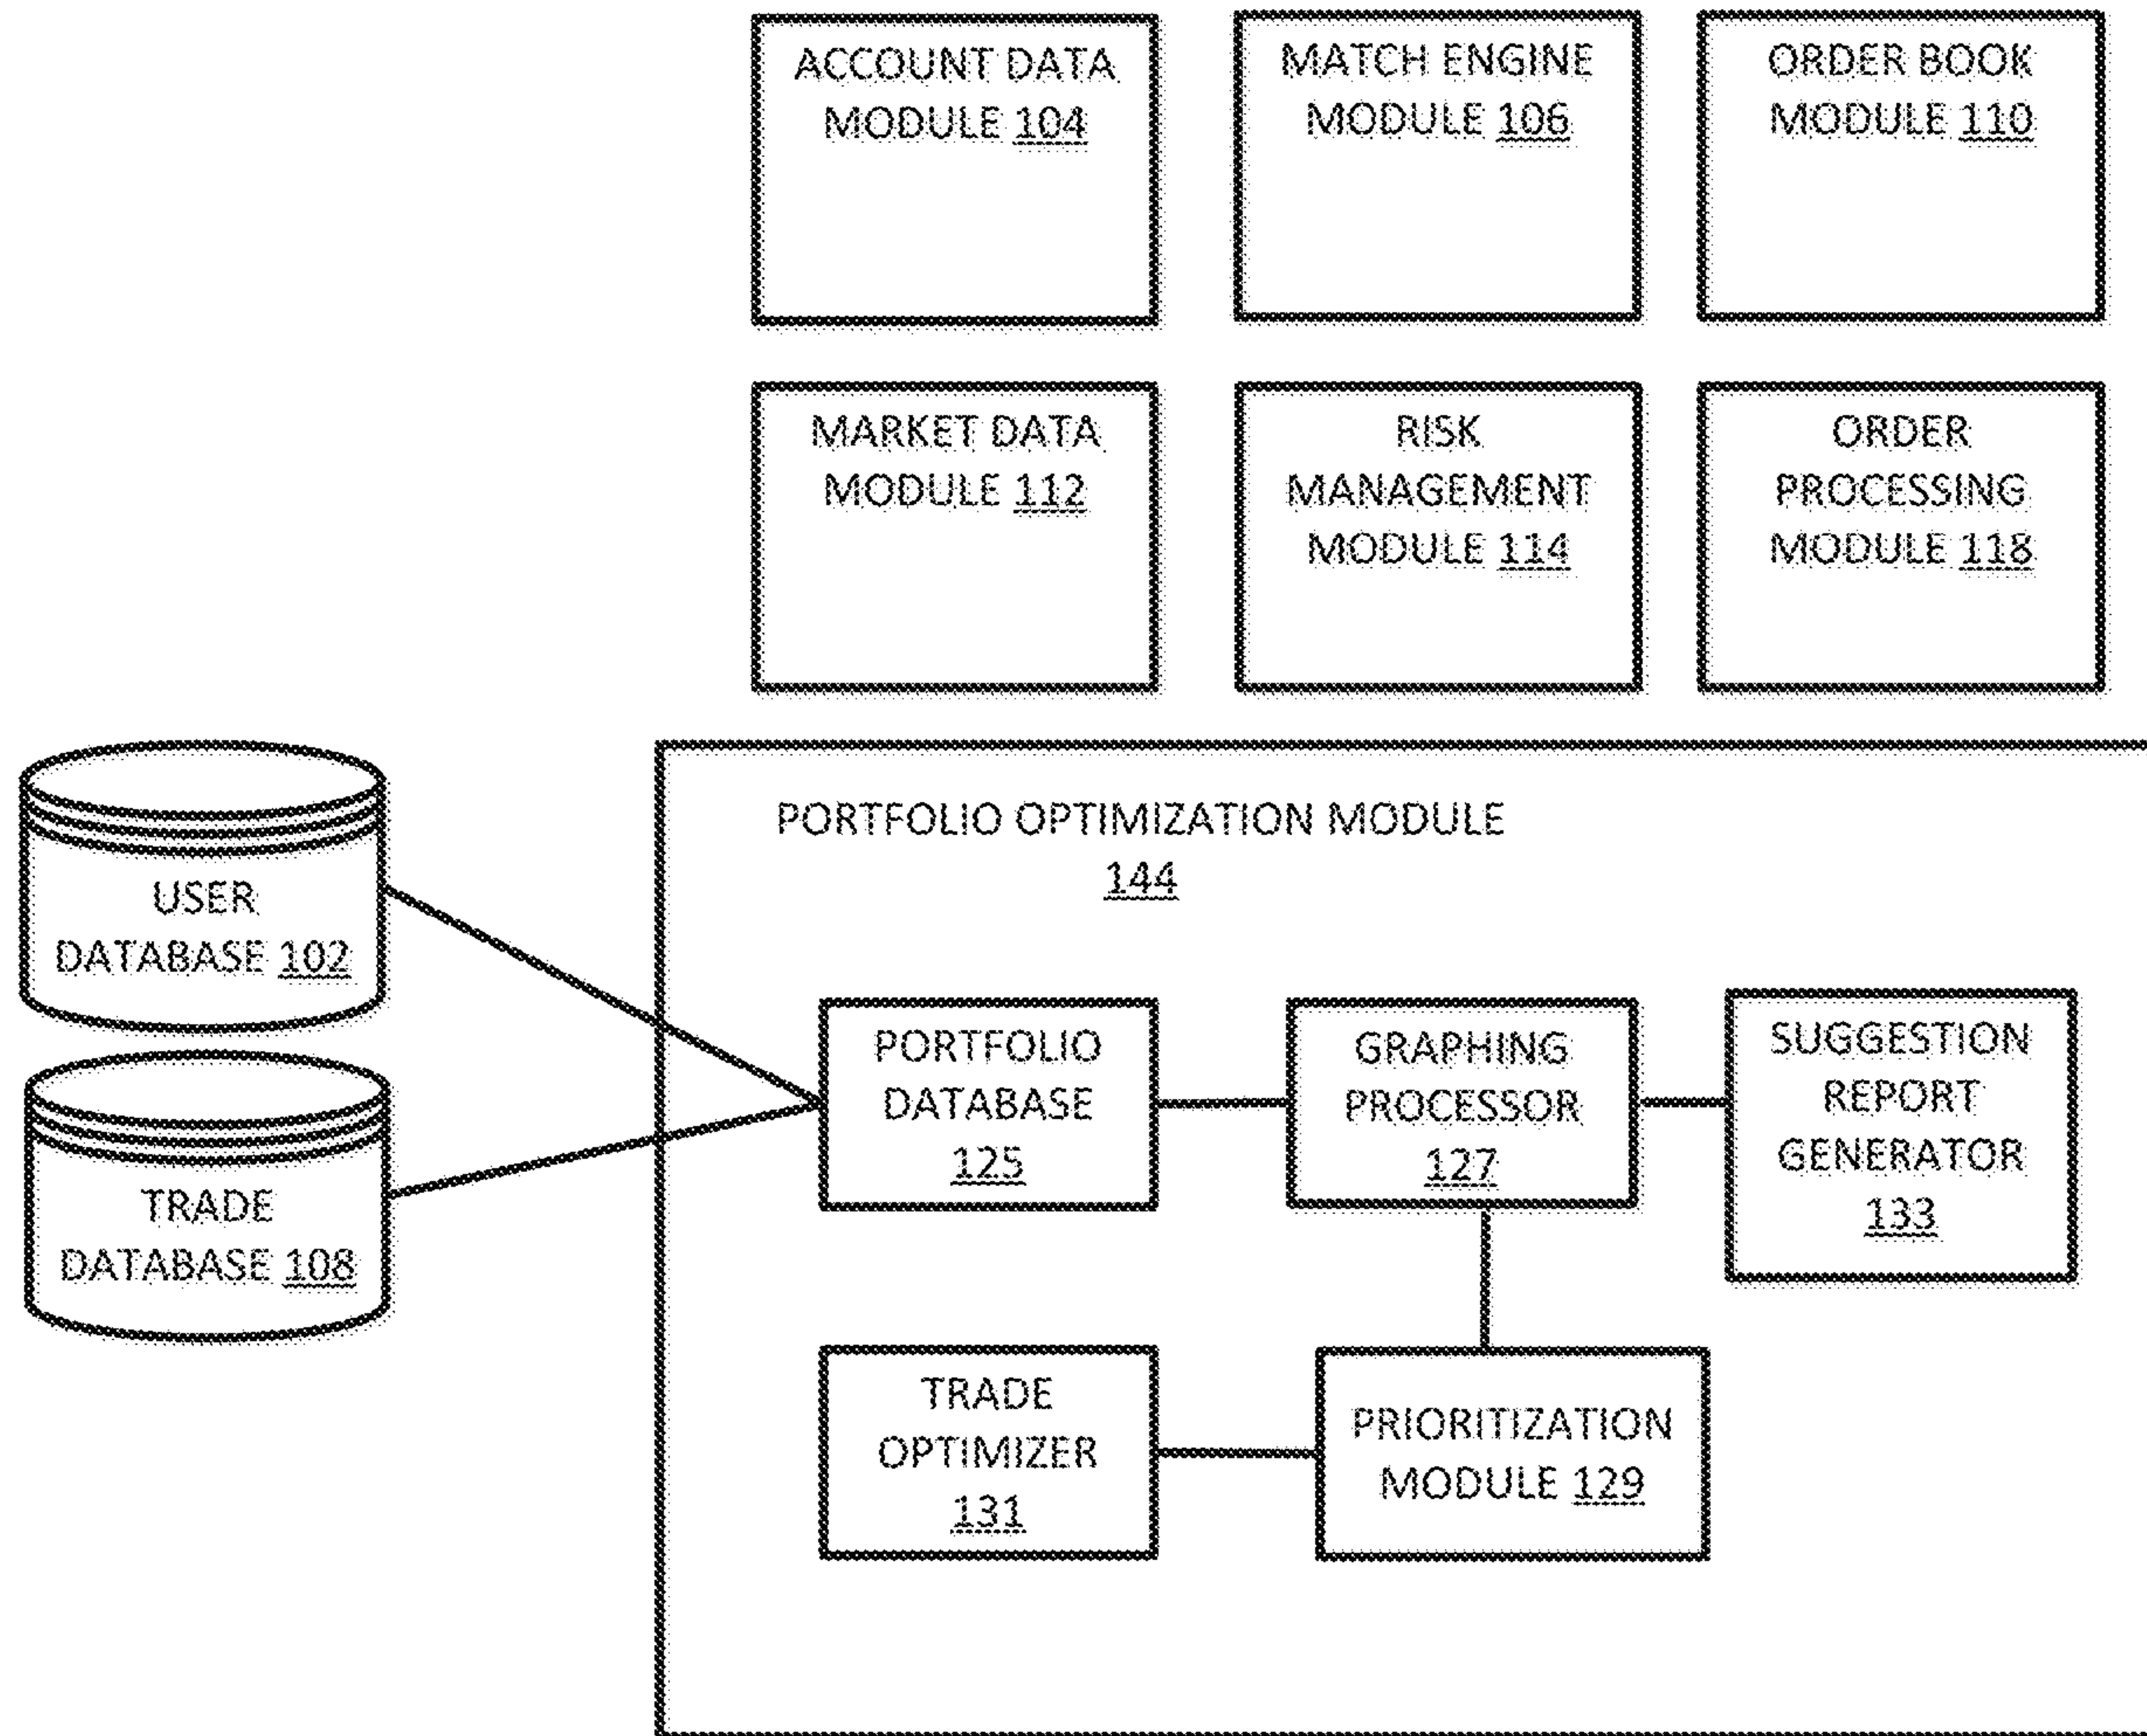 ACCOUNT DATA
MODULE 104
MATCH ENGINE
MODULE 106
ORDER BOOK
MODULE 110
MARKET DATA
MODULE 112
RISK
MANAGEMENT
MODULE 114
ORDER
PROCESSING
MODULE 118
USER
DATABASE 102
TRADE
DATABASE 108
PORTFOLIO OPTIMIZATION MODULE
144
PORTFOLIO
DATABASE
125
GRAPHING
PROCESSOR
127
SUGGESTION
REPORT
GENERATOR
133
TRADE
OPTIMIZER
131
PRIORITIZATION
MODULE 129